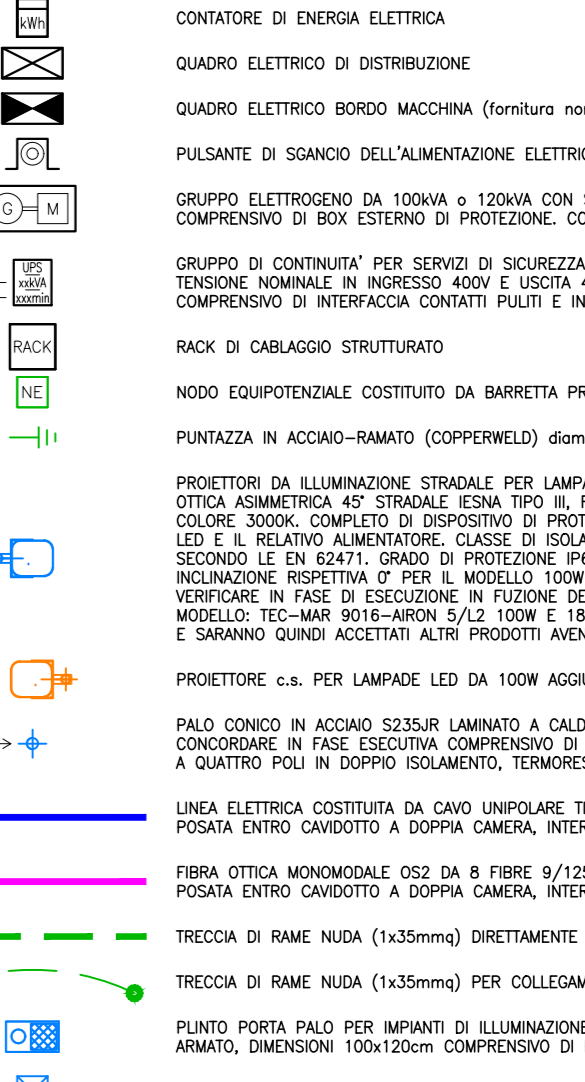 kWh
CONTATORE DI ENERGIA ELETTRICA
QUADRO ELETTRICO DI DISTRIBUZIONE
QUADRO ELETTRICO BORDO MACCHINA (fornitura
PULSANTE DI SGANCIO DELL'ALIMENTAZIONE
G M
GRUPPO ELETTROGENO DA 100kVA o 120kVA CON
COMPRENSIVO DI BOX ESTERNO DI PROTEZIONE.
UPS
xxkVA
xxxmin
GRUPPO DI CONTINUITA' PER SERVIZI DI SICUREZZA
TENSIONE NOMINALE IN INGRESSO 400V E USCITA
COMPRENSIVO DI INTERFACCIA CONTATTI PULITI E
RACK
RACK DI CABLAGGIO STRUTTURATO
NE
NODO EQUIPOTENZIALE COSTITUITO DA BARRETTA
PUNTAZZA IN ACCIAIO-RAMATO (COPPERWELD)
PROIETTORI DA ILLUMINAZIONE STRADALE PER
OTTICA ASIMMETRICA 45° STRADALE IESNA TIPO III,
COLORE 3000K. COMPLETO DI DISPOSITIVO DI
LED E IL RELATIVO ALIMENTATORE. CLASSE DI
SECONDO LE EN 62471. GRADO DI PROTEZIONE
INCLINAZIONE RISPETTIVA 0° PER IL MODELLO 100W
VERIFICARE IN FASE DI ESECUZIONE IN FUZIONE
MODELLO: TEC-MAR 9016-AIRON 5/L2 100W E
E SARANNO QUINDI ACCETTATI ALTRI PRODOTTI
PROIETTORE c.s. PER LAMPADE LED DA 100W
PALO CONICO IN ACCIAIO S235JR LAMINATO A
CONCORDARE IN FASE ESECUTIVA COMPRENSIVO DI
A QUATTRO POLI IN DOPPIO ISOLAMENTO,
LINEA ELETTRICA COSTITUITA DA CAVO UNIPOLARE
POSATA ENTRO CAVIDOTTO A DOPPIA CAMERA,
FIBRA OTTICA MONOMODALE OS2 DA 8 FIBRE
POSATA ENTRO CAVIDOTTO A DOPPIA CAMERA,
TRECCIA DI RAME NUDA (1x35mmq) DIRETTAMENTE
TRECCIA DI RAME NUDA (1x35mmq) PER
PLINTO PORTA PALO PER IMPIANTI DI ILLUMINAZIONE
ARMATO, DIMENSIONI 100x120cm COMPRENSIVO DI